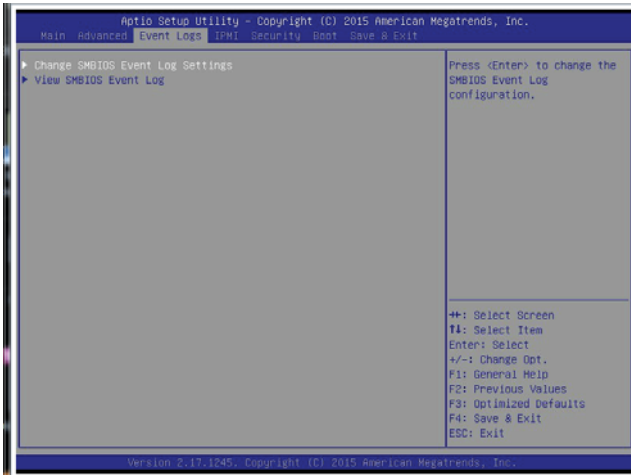 Aptio Setup Utility - Copyright (C) 2015 American Megatrends, Inc.
Main Advanced Event Logs IPMI Security Boot Save & Exit
▶ Change SMBIOS Event Log Settings
▶ View SMBIOS Event Log
Press <Enter> to change the
SMBIOS Event Log
configuration.
→←: Select Screen
↑↓: Select Item
Enter: Select
+/-: Change Opt.
F1: General Help
F2: Previous Values
F3: Optimized Defaults
F4: Save & Exit
ESC: Exit
Version 2.17.1245. Copyright (C) 2015 American Megatrends, Inc.